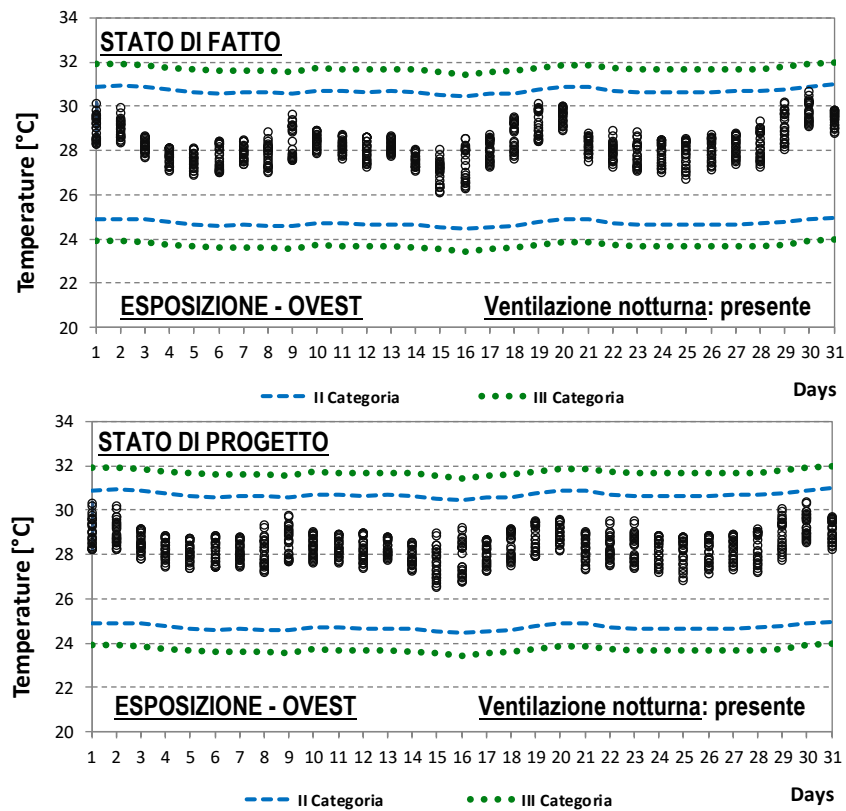 34
STATO DI FATTO
32
30
28
26
24
22
20
Temperature [°C]
ESPOSIZIONE - OVEST Ventilazione notturna: presente
1 2 3 4 5 6 7 8 9 10 11 12 13 14 15 16 17 18 19 20 21 22 23 24 25 26 27 28 29 30 31
II Categoria III Categoria Days
34
STATO DI PROGETTO
32
30
28
26
24
22
20
Temperature [°C]
ESPOSIZIONE - OVEST Ventilazione notturna: presente
1 2 3 4 5 6 7 8 9 10 11 12 13 14 15 16 17 18 19 20 21 22 23 24 25 26 27 28 29 30 31
II Categoria III Categoria Days